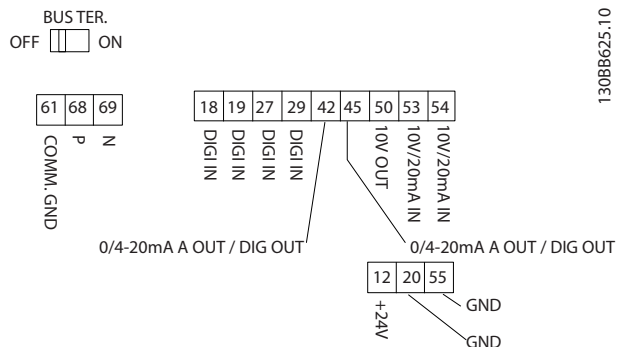 BUS TER.
OFF ON
130BB625.10
61 68 69
COMM. GND
P
N
18 19 27 29 42 45 50 53 54
DIGI IN
DIGI IN
DIGI IN
DIGI IN
10V OUT
10V/20mA IN
10V/20mA IN
0/4-20mA A OUT / DIG OUT
0/4-20mA A OUT / DIG OUT
12 20 55
+24V
GND
GND